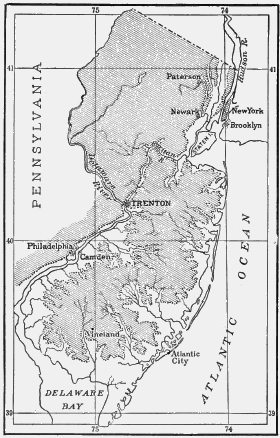 75
74
41
41
PENNSYLVANIA
Paterson
Hudson R.
Newark
New York
Brooklyn
Delaware
River
TRENTON
40
40
Philadelphia
Camden
ATLANTIC OCEAN
Vineland
Atlantic
City
DELAWARE
BAY
39
39
75
74